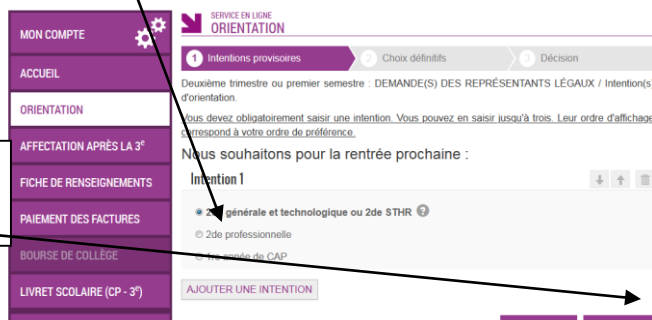 MON COMPTE
ACCUEIL
ORIENTATION
AFFECTATION APRÈS LA 3e
FICHE DE RENSEIGNEMENTS
PAIEMENT DES FACTURES
BOURSE DE COLLÈGE
LIVRET SCOLAIRE (CP - 3e)
SERVICE EN LIGNE
ORIENTATION
1 Intentions provisoires 2 Choix définitifs 3 Décision
Deuxième trimestre ou premier semestre : DEMANDE(S) DES REPRÉSENTANTS LÉGAUX / Intention(s)
d'orientation.
Vous devez obligatoirement saisir une intention. Vous pouvez en saisir jusqu'à trois. Leur ordre d'affichage
correspond à votre ordre de préférence.
Nous souhaitons pour la rentrée prochaine :
Intention 1
générale et technologique ou 2de STHR ?
2de professionnelle
1re année de CAP
AJOUTER UNE INTENTION